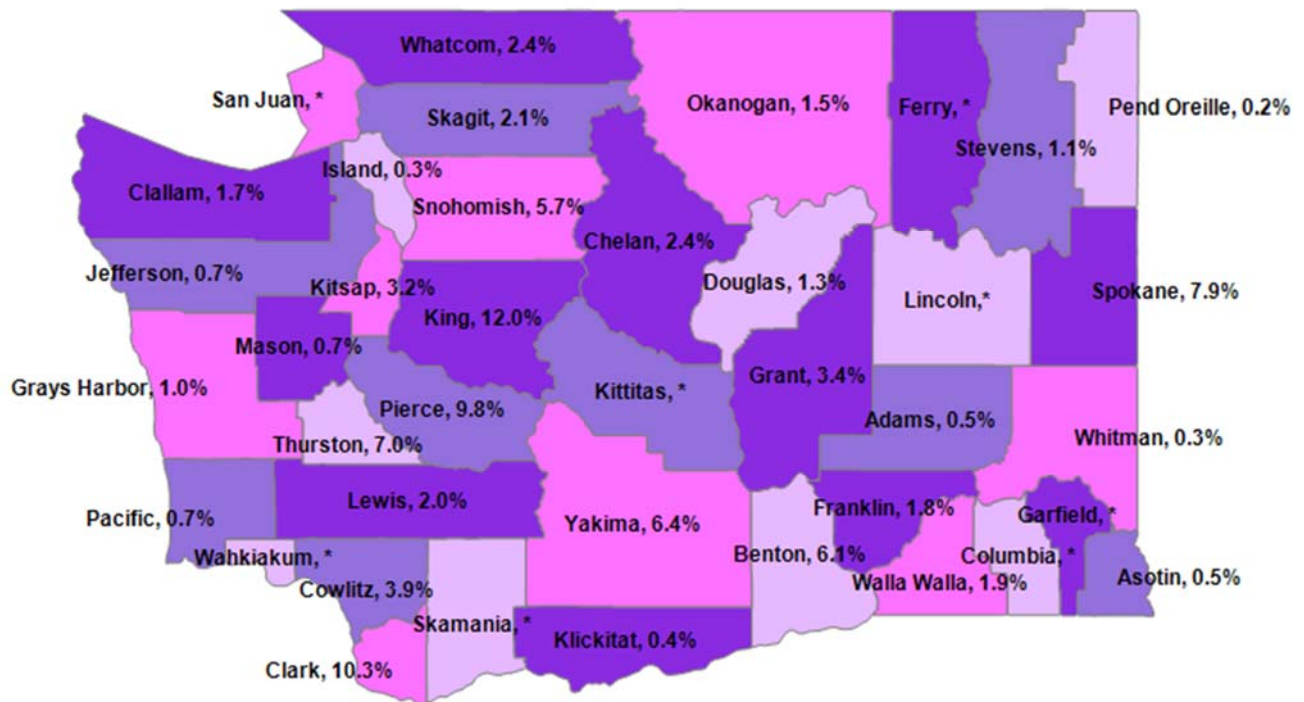 Whatcom, 2.4%
San Juan, *
Okanogan, 1.5%
Ferry, *
Pend Oreille, 0.2%
Skagit, 2.1%
Stevens, 1.1%
Island, 0.3%
Clallam, 1.7%
Snohomish, 5.7%
Chelan, 2.4%
Jefferson, 0.7%
Kitsap, 3.2%
Douglas, 1.3%
Lincoln,*
Spokane, 7.9%
King, 12.0%
Mason, 0.7%
Grays Harbor, 1.0%
Kittitas, *
Grant, 3.4%
Pierce, 9.8%
Adams, 0.5%
Whitman, 0.3%
Thurston, 7.0%
Lewis, 2.0%
Franklin, 1.8%
Garfield, *
Pacific, 0.7%
Yakima, 6.4%
Wahkiakum, *
Benton, 6.1%
Columbia, *
Cowlitz, 3.9%
Walla Walla, 1.9%
Asotin, 0.5%
Skamania, *
Klickitat, 0.4%
Clark, 10.3%